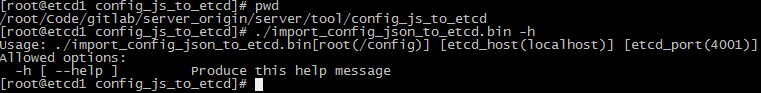 [root@etcd1 config_js_to_etcd]# pwd
/root/Code/gitlab/server_origin/server/tool/config_js_to_etcd
[root@etcd1 config_js_to_etcd]# ./import_config_json_to_etcd.bin -h
Usage: ./import_config_json_to_etcd.bin[root(/config)] [etcd_host(localhost)] [etcd_port(4001)]
Allowed options:
  -h [ --help ]         Produce this help message
[root@etcd1 config_js_to_etcd]#